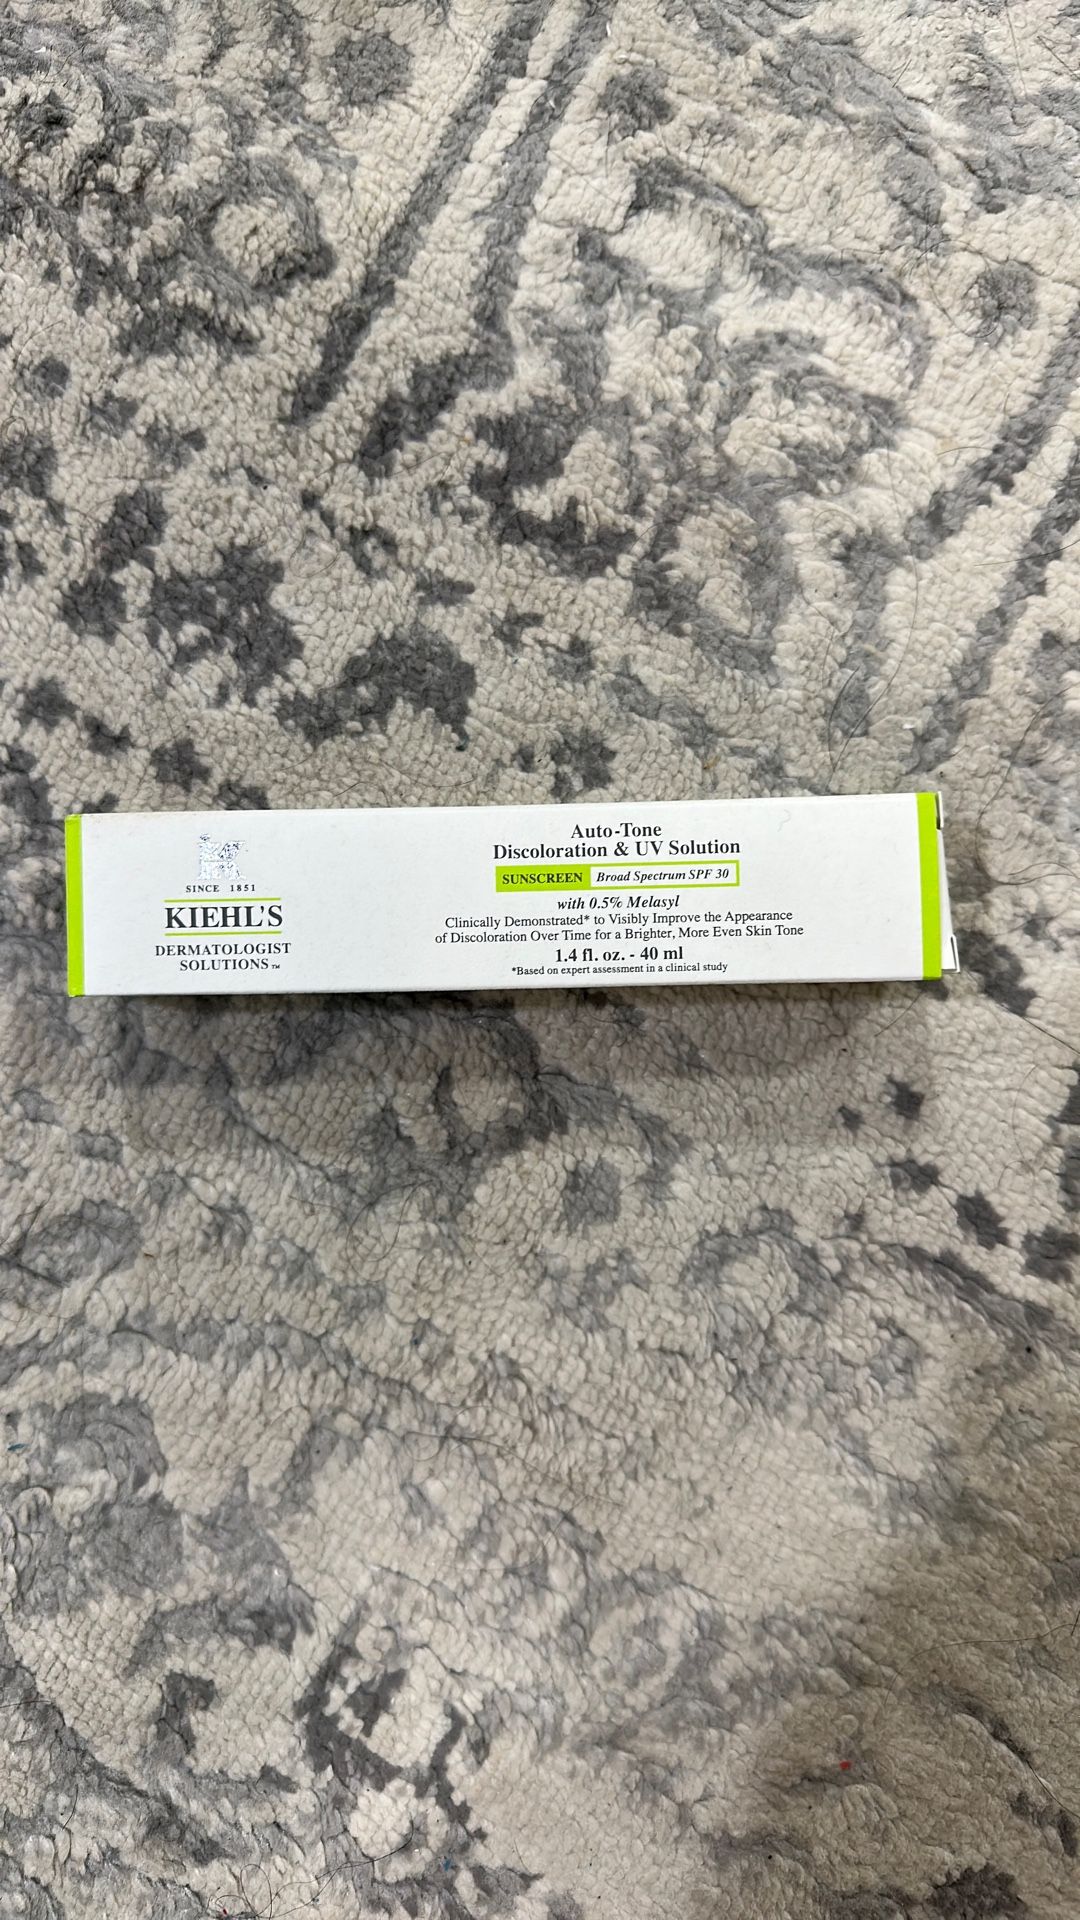 SINCE 1851
KIEHL'S
DERMATOLOGIST
SOLUTIONS™
Auto-Tone
Discoloration & UV Solution
SUNSCREEN Broad Spectrum SPF 30
with 0.5% Melasyl
Clinically Demonstrated* to Visibly Improve the Appearance
of Discoloration Over Time for a Brighter, More Even Skin Tone
1.4 fl. oz. - 40 ml
*Based on expert assessment in a clinical study